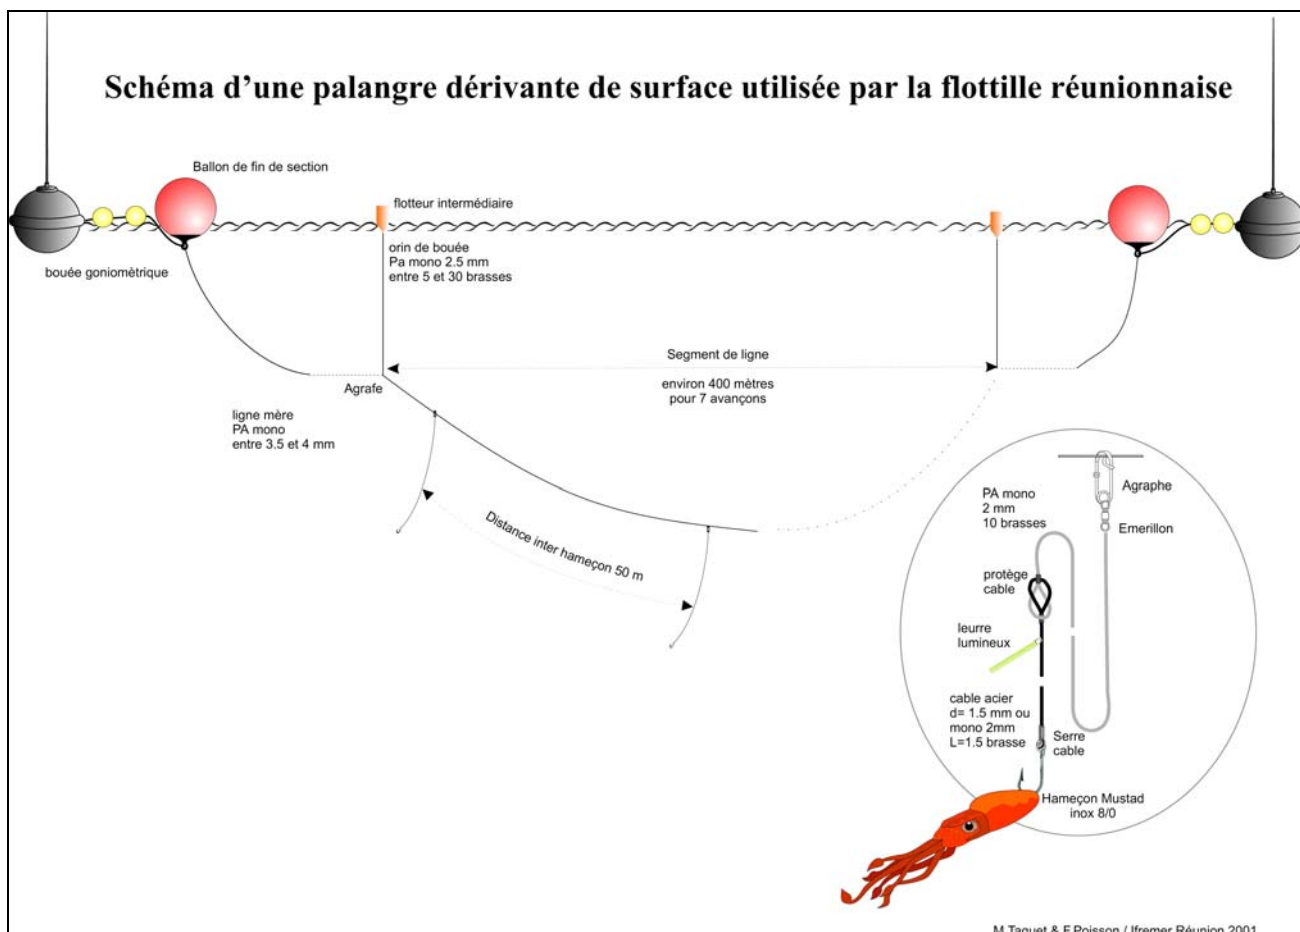 Schéma d'une palangre dérivante de surface utilisée par la flottille réunionnaise
Ballon de fin de section
flotteur intermédiaire
bouée goniomètrique
orin de bouée
Pa mono 2.5 mm
entre 5 et 30 brasses
Segment de ligne
environ 400 mètres
pour 7 avançons
Agrafe
ligne mère
PA mono
entre 3.5 et 4 mm
Distance inter hameçon 50 m
PA mono
2 mm
10 brasses
Agraphe
Emerillon
protège
cable
leurre
lumineux
cable acier
d= 1.5 mm ou
mono 2mm
L=1.5 brasse
Serre
cable
Hameçon Mustad
inox 8/0
M.Taquet & F.Poisson / Ifremer Réunion 2001